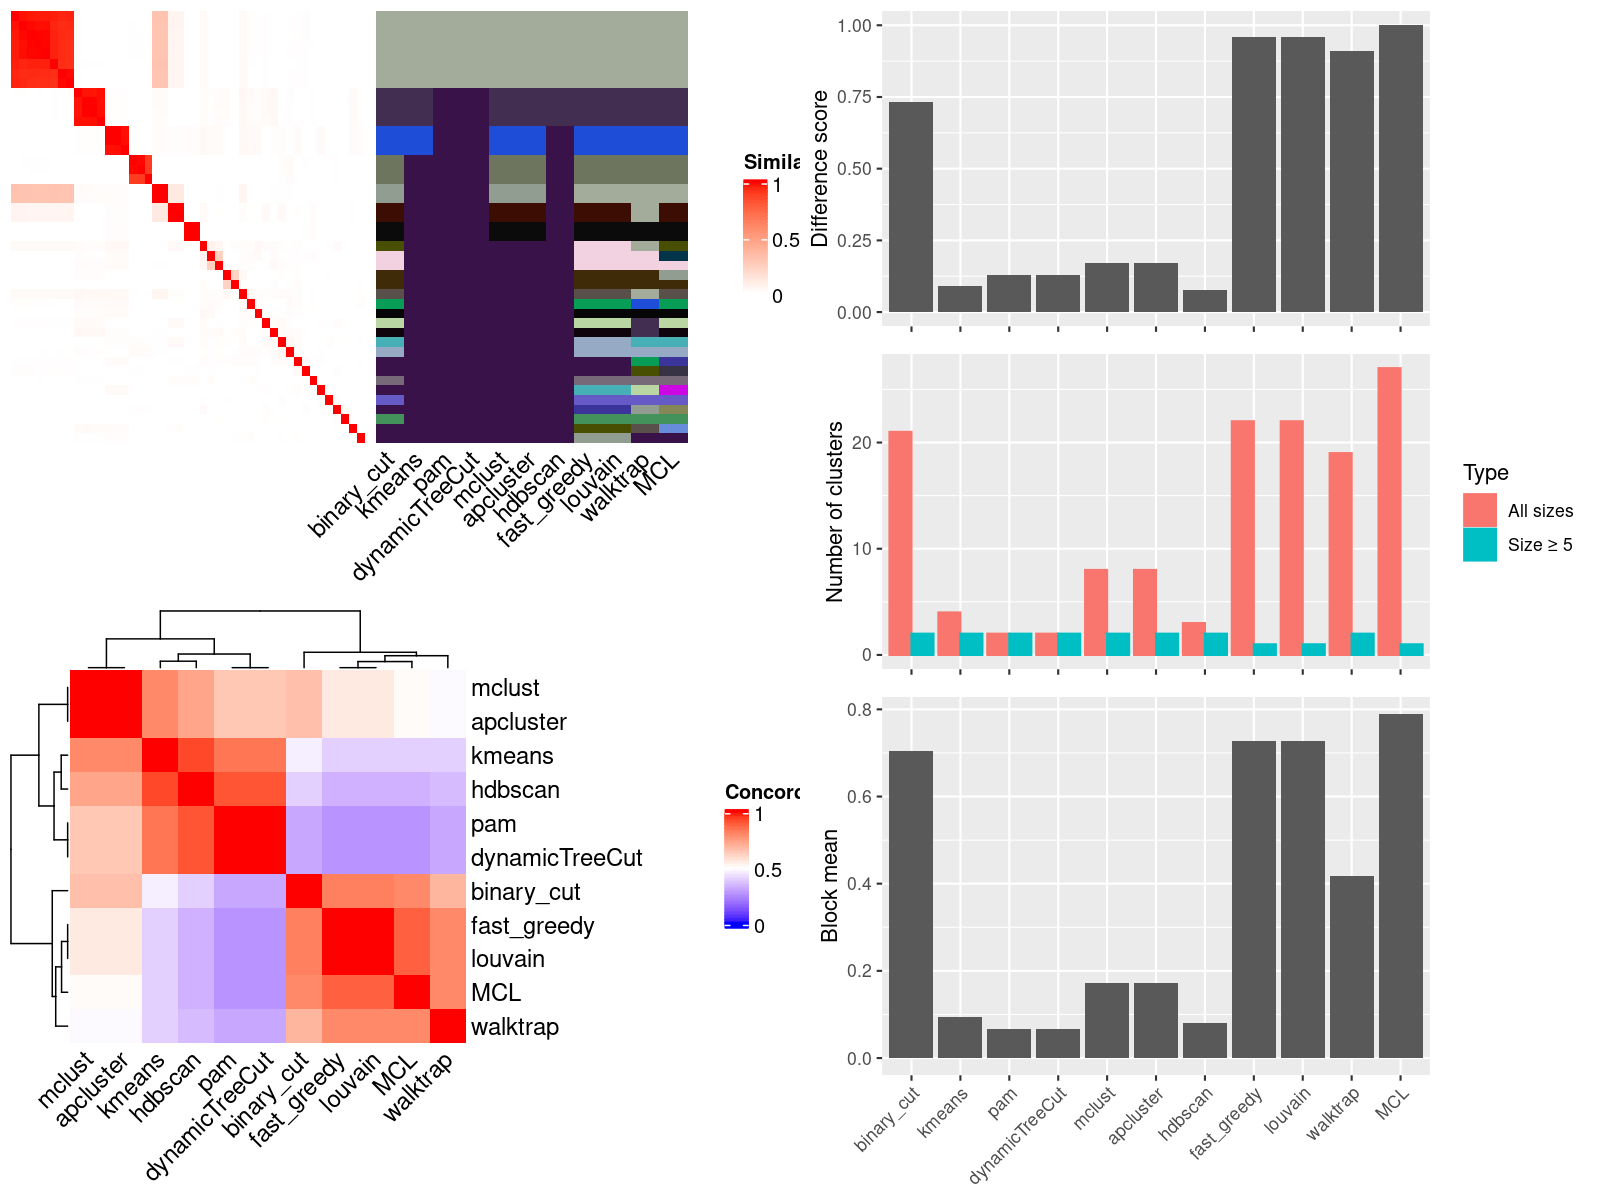 Simila
1
0.5
0
binary_cut
kmeans
pam
dynamicTreeCut
mclust
apcluster
hdbscan
fast_greedy
louvain
walktrap
MCL
mclust
apcluster
kmeans
hdbscan
pam
dynamicTreeCut
binary_cut
fast_greedy
louvain
MCL
walktrap
Concord
1
0.5
0
mclust
apcluster
kmeans
hdbscan
pam
dynamicTreeCut
binary_cut
fast_greedy
louvain
MCL
walktrap
Difference score
1.00
0.75
0.50
0.25
0.00
Number of clusters
20
10
0
Type
All sizes
Size ≥ 5
Block mean
0.8
0.6
0.4
0.2
0.0
binary_cut
kmeans
pam
dynamicTreeCut
mclust
apcluster
hdbscan
fast_greedy
louvain
walktrap
MCL